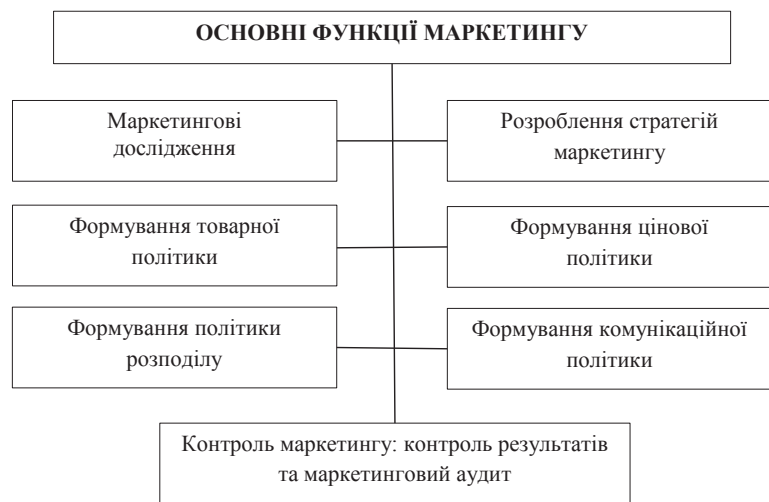 ОСНОВНІ ФУНКЦІЇ МАРКЕТИНГУ
Маркетингові
дослідження
Розроблення стратегій
маркетингу
Формування товарної
політики
Формування цінової
політики
Формування політики
розподілу
Формування комунікаційної
політики
Контроль маркетингу: контроль результатів
та маркетинговий аудит